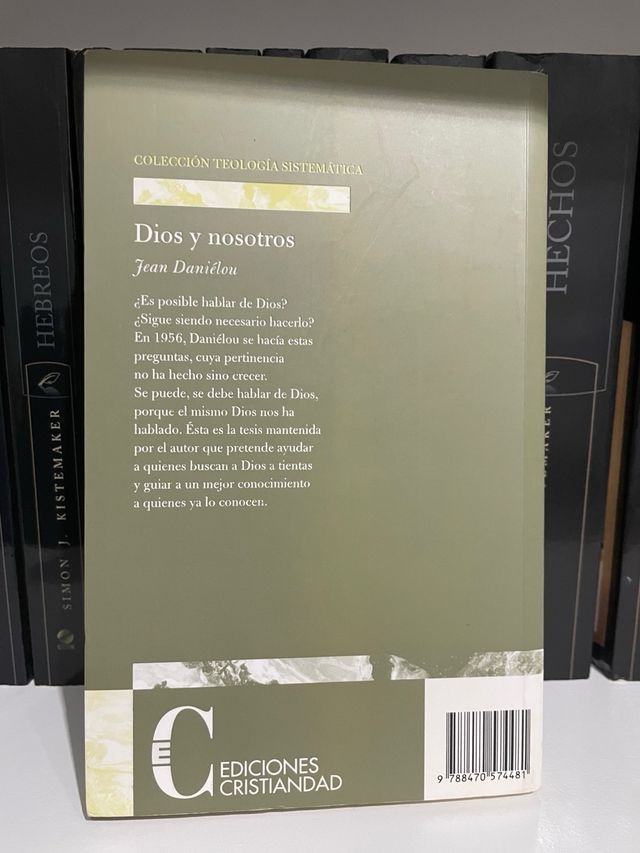 COLECCIÓN TEOLOGÍA SISTEMÁTICA
Dios y nosotros
Jean Daniélou
¿Es posible hablar de Dios?
¿Sigue siendo necesario hacerlo?
En 1956, Daniélou se hacía estas
preguntas, cuya pertinencia
no ha hecho sino crecer.
Se puede, se debe hablar de Dios,
porque el mismo Dios nos ha
hablado. Ésta es la tesis mantenida
por el autor que pretende ayudar
a quienes buscan a Dios a tientas
y guiar a un mejor conocimiento
a quienes ya lo conocen.
EC EDICIONES
CRISTIANDAD
9 788470 574481
HEBREOS
SIMON J. KISTEMAKER
HECHOS